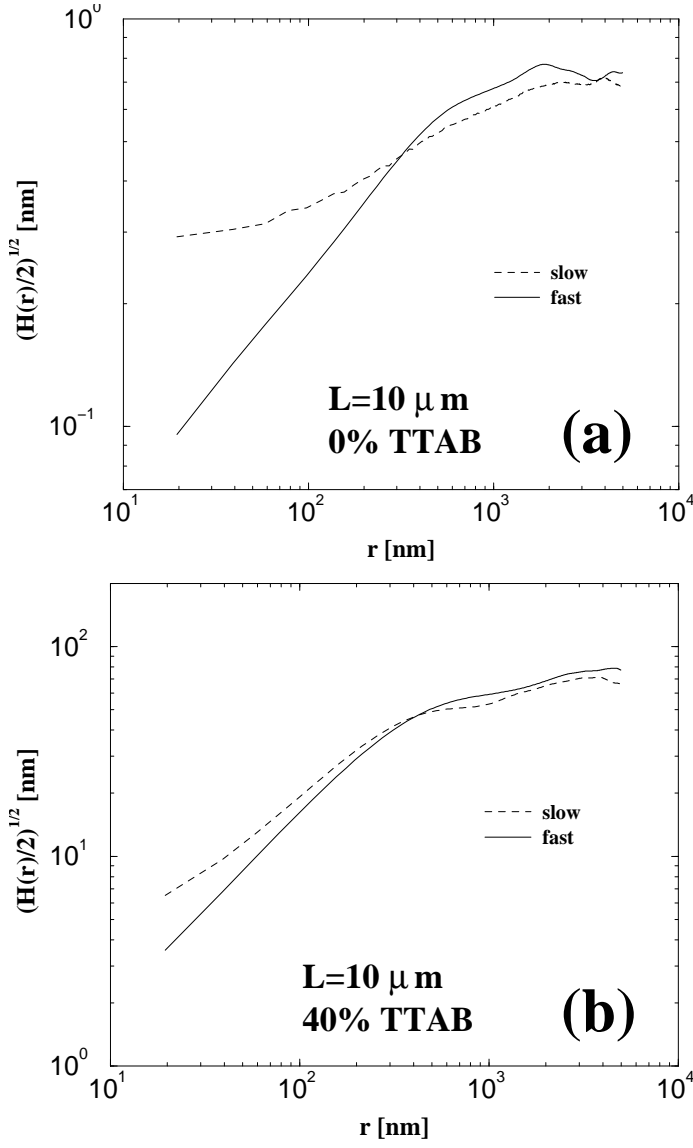 10⁰
(H(r)/2)^{1/2} [nm]
slow
fast
L=10 μ m
0% TTAB
(a)
10⁻¹
10¹ 10² 10³ 10⁴
r [nm]
10²
(H(r)/2)^{1/2} [nm]
slow
fast
10¹
L=10 μ m
40% TTAB
(b)
10⁰
10¹ 10² 10³ 10⁴
r [nm]